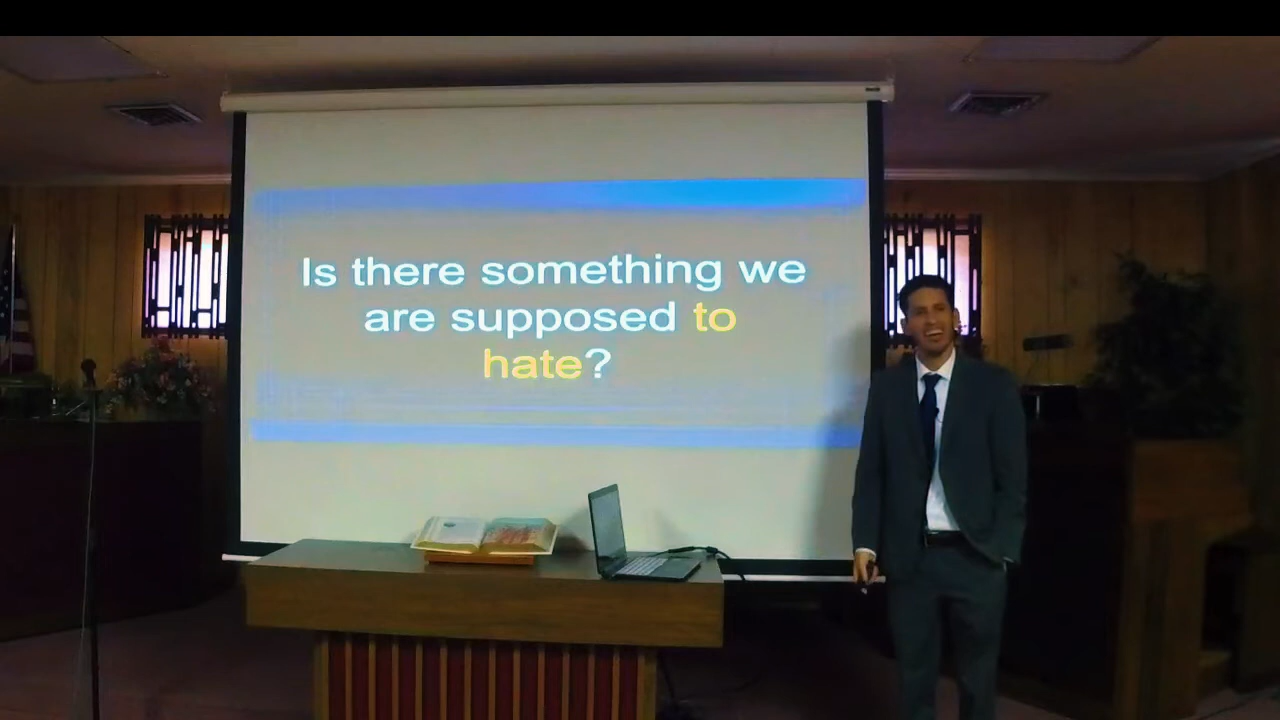 Is there something we
are supposed to
hate?